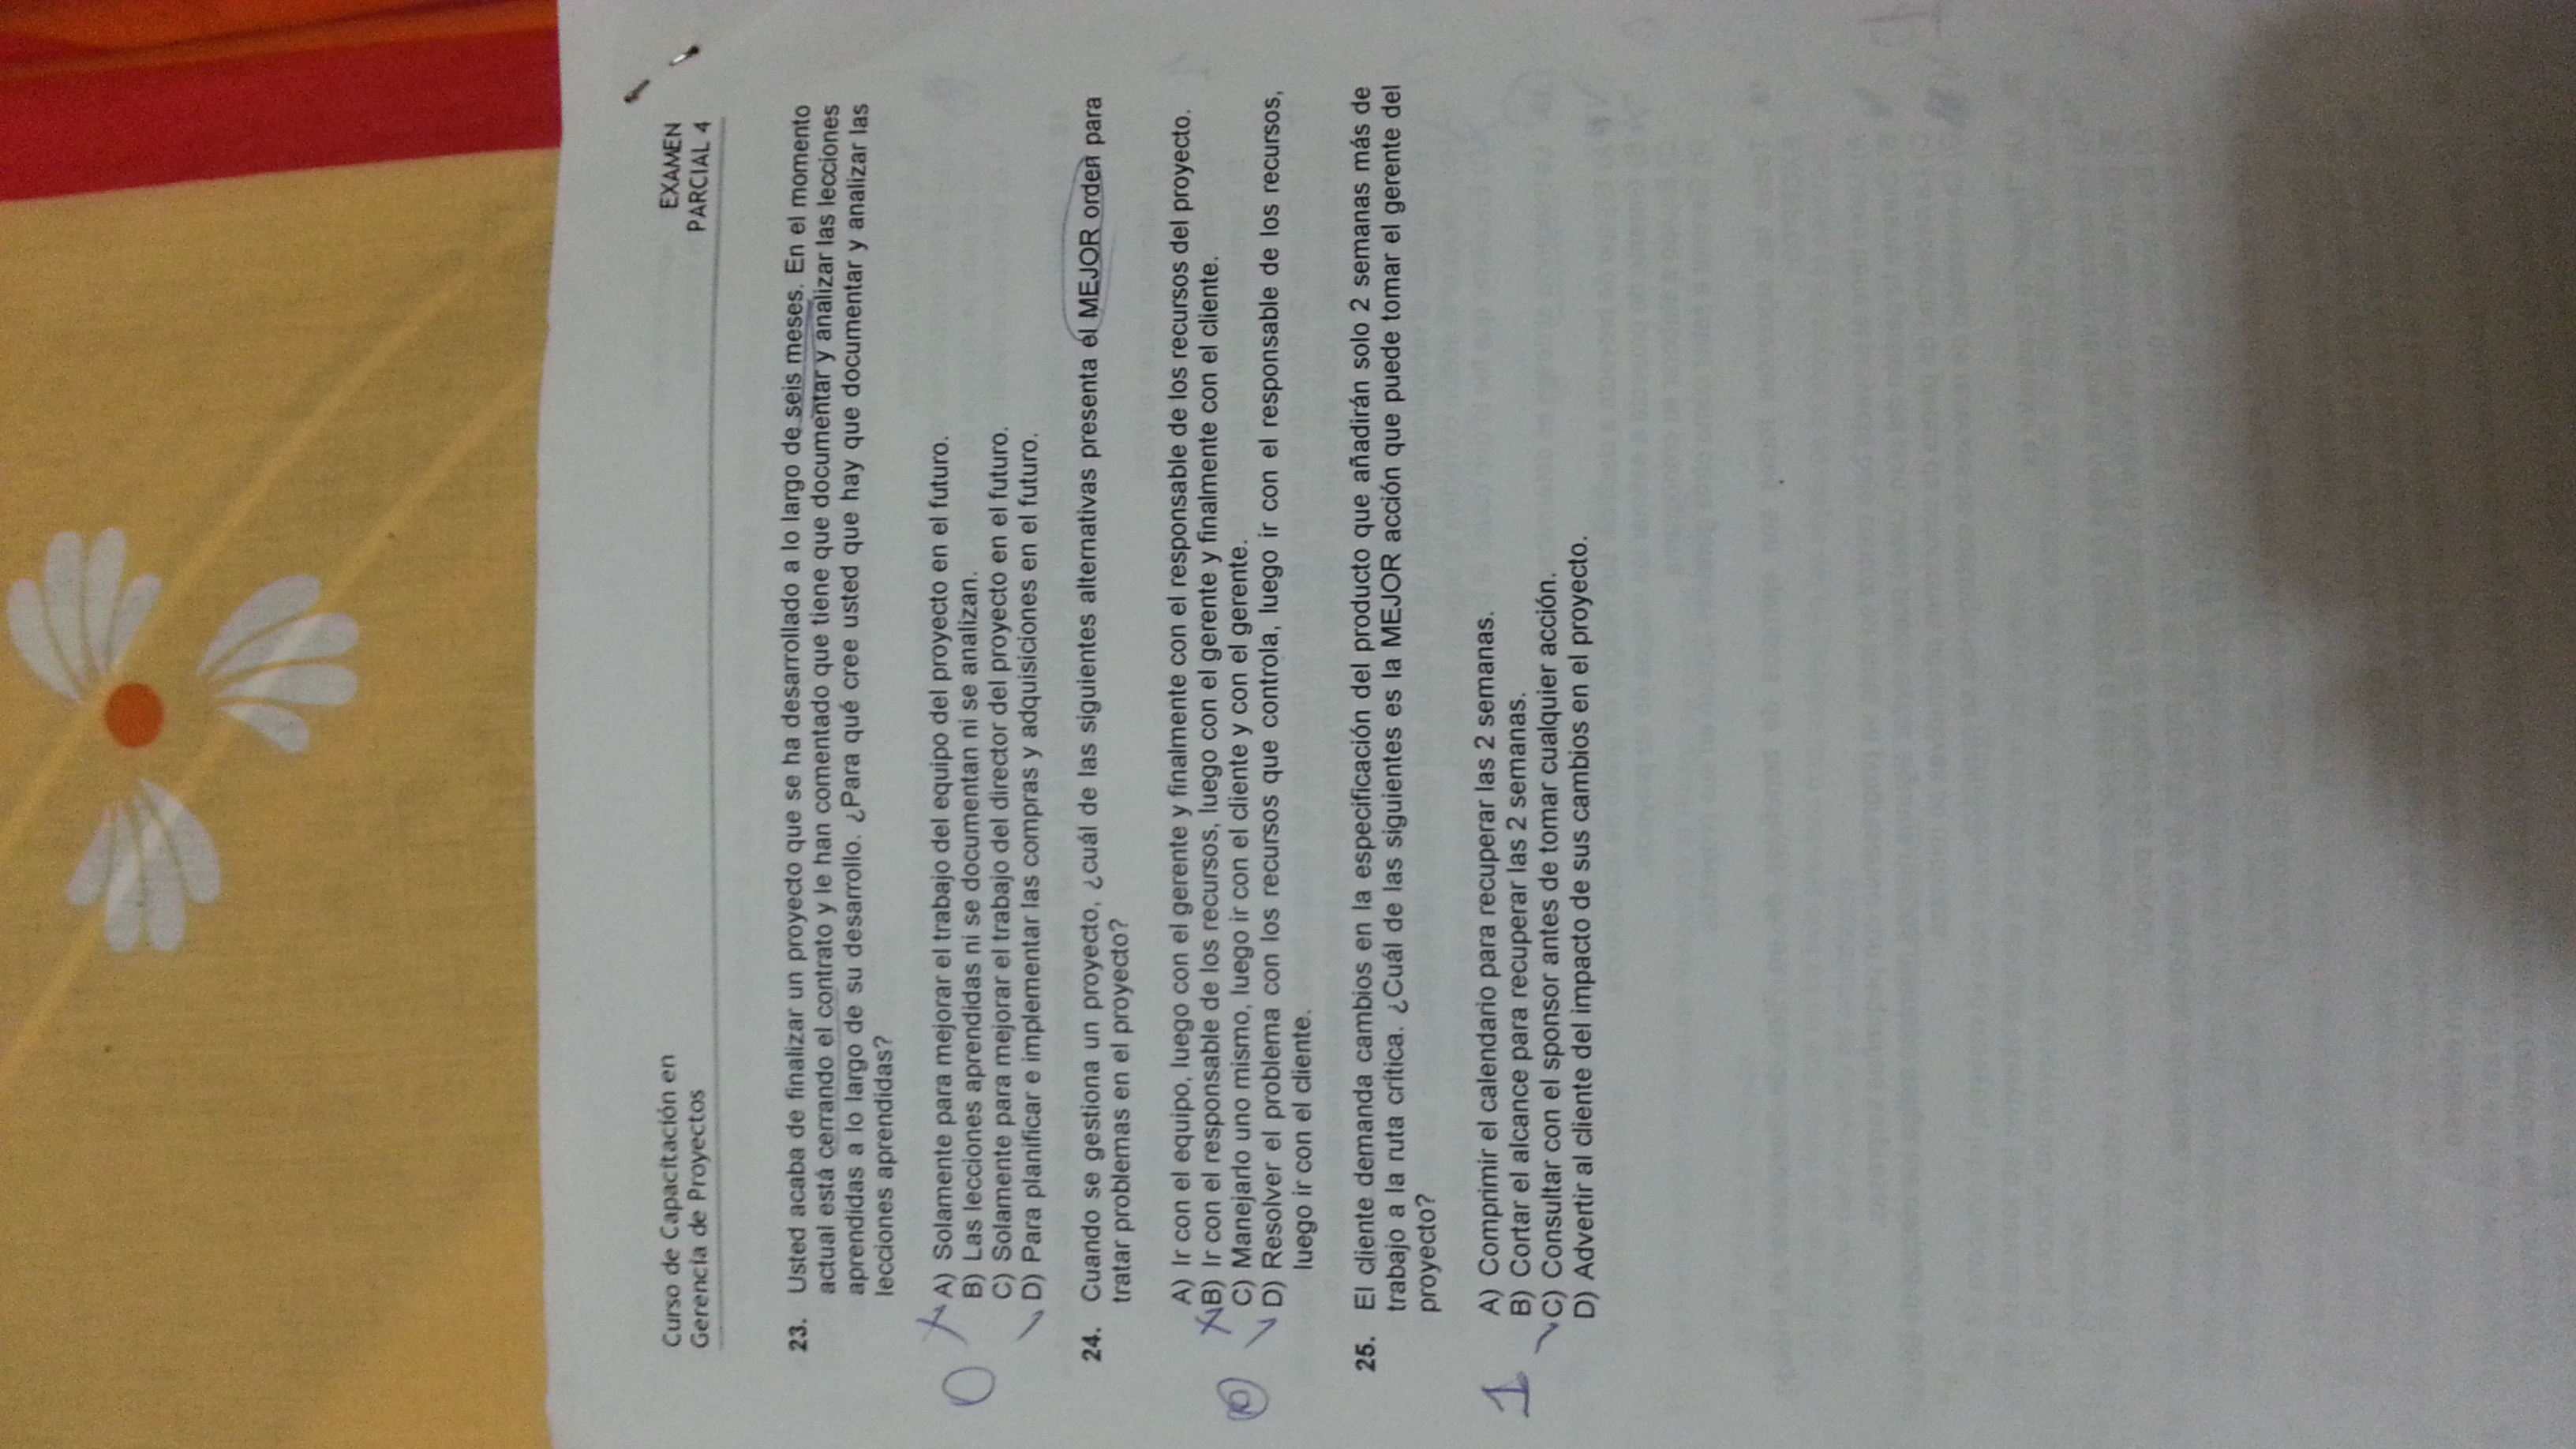 Curso de Capacitación en
Gerencia de Proyectos
EXAMEN
PARCIAL 4
23. Usted acaba de finalizar un proyecto que se ha desarrollado a lo largo de seis meses. En el momento
actual está cerrando el contrato y le han comentado que tiene que documentar y analizar las lecciones
aprendidas a lo largo de su desarrollo. ¿Para qué cree usted que hay que documentar y analizar las
lecciones aprendidas?
0
A) Solamente para mejorar el trabajo del equipo del proyecto en el futuro.
B) Las lecciones aprendidas ni se documentan ni se analizan.
C) Solamente para mejorar el trabajo del director del proyecto en el futuro.
D) Para planificar e implementar las compras y adquisiciones en el futuro.
24. Cuando se gestiona un proyecto, ¿cuál de las siguientes alternativas presenta el MEJOR orden para
tratar problemas en el proyecto?
A) Ir con el equipo, luego con el gerente y finalmente con el responsable de los recursos del proyecto.
B) Ir con el responsable de los recursos, luego con el gerente y finalmente con el cliente.
C) Manejarlo uno mismo, luego ir con el cliente y con el gerente.
D) Resolver el problema con los recursos que controla, luego ir con el responsable de los recursos,
luego ir con el cliente.
25. El cliente demanda cambios en la especificación del producto que añadirán solo 2 semanas más de
trabajo a la ruta crítica. ¿Cuál de las siguientes es la MEJOR acción que puede tomar el gerente del
proyecto?
1
A) Comprimir el calendario para recuperar las 2 semanas.
B) Cortar el alcance para recuperar las 2 semanas.
C) Consultar con el sponsor antes de tomar cualquier acción.
D) Advertir al cliente del impacto de sus cambios en el proyecto.